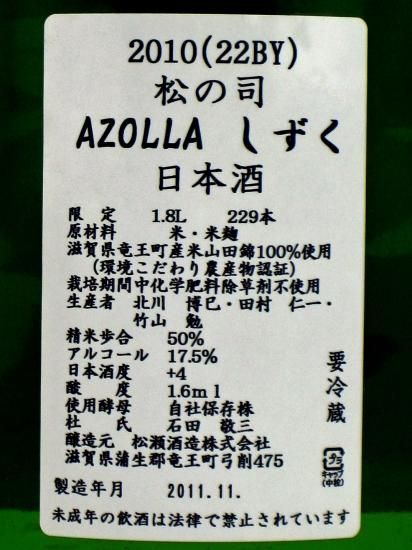 2010(22BY)
松の司
AZOLLA しずく
日本酒
限 定 1.8L 229本
原材料 米・米麹
滋賀県竜王町産米山田錦100%使用
(環境こだわり農産物認証)
栽培期間中化学肥料除草剤不使用
生産者 北川 博巳・田村 仁一・
竹山 勉
精米歩合 50%
アルコール 17.5%
日本酒度 +4
酸 度 1.6ml
使用酵母 自社保存株
杜 氏 石田 敬三
醸造元 松瀬酒造株式会社
滋賀県蒲生郡竜王町弓削475
要冷蔵
プラ
キャップ
(中栓)
製造年月 2011.11.
未成年の飲酒は法律で禁止されています